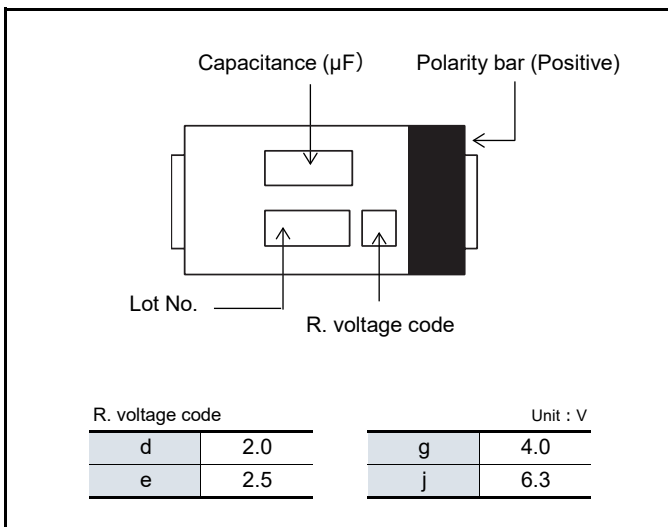 Capacitance (μF） Polarity bar (Positive)
Lot No.
R. voltage code
R. voltage code Unit：V
d 2.0 g 4.0
e 2.5 j 6.3